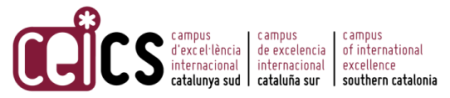 ceics
campus
d'excel·lència
internacional
catalunya sud
campus
de excelencia
internacional
cataluña sur
campus
of international
excellence
southern catalonia